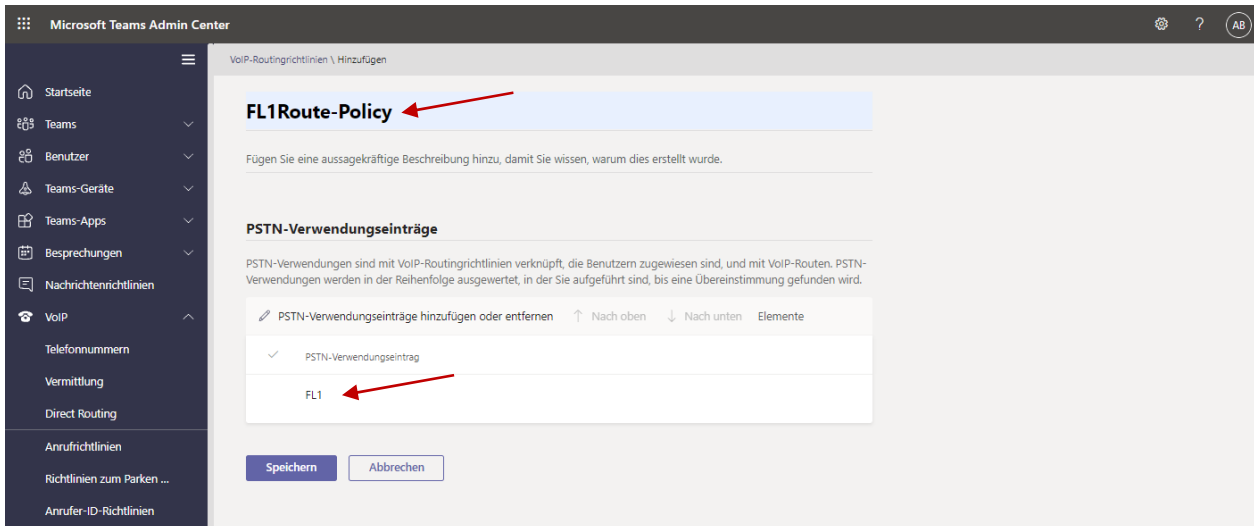 Microsoft Teams Admin Center
?
AB
VoIP-Routingrichtlinien \ Hinzufügen
Startseite
Teams
Benutzer
Teams-Geräte
Teams-Apps
Besprechungen
Nachrichtenrichtlinien
VoIP
Telefonnummern
Vermittlung
Direct Routing
Anrufrichtlinien
Richtlinien zum Parken ...
Anrufer-ID-Richtlinien
FL1Route-Policy
Fügen Sie eine aussagekräftige Beschreibung hinzu, damit Sie wissen, warum dies erstellt wurde.
PSTN-Verwendungseinträge
PSTN-Verwendungen sind mit VoIP-Routingrichtlinien verknüpft, die Benutzern zugewiesen sind, und mit VoIP-Routen. PSTN-
Verwendungen werden in der Reihenfolge ausgewertet, in der Sie aufgeführt sind, bis eine Übereinstimmung gefunden wird.
PSTN-Verwendungseinträge hinzufügen oder entfernen Nach oben Nach unten Elemente
PSTN-Verwendungseintrag
FL1
Speichern Abbrechen